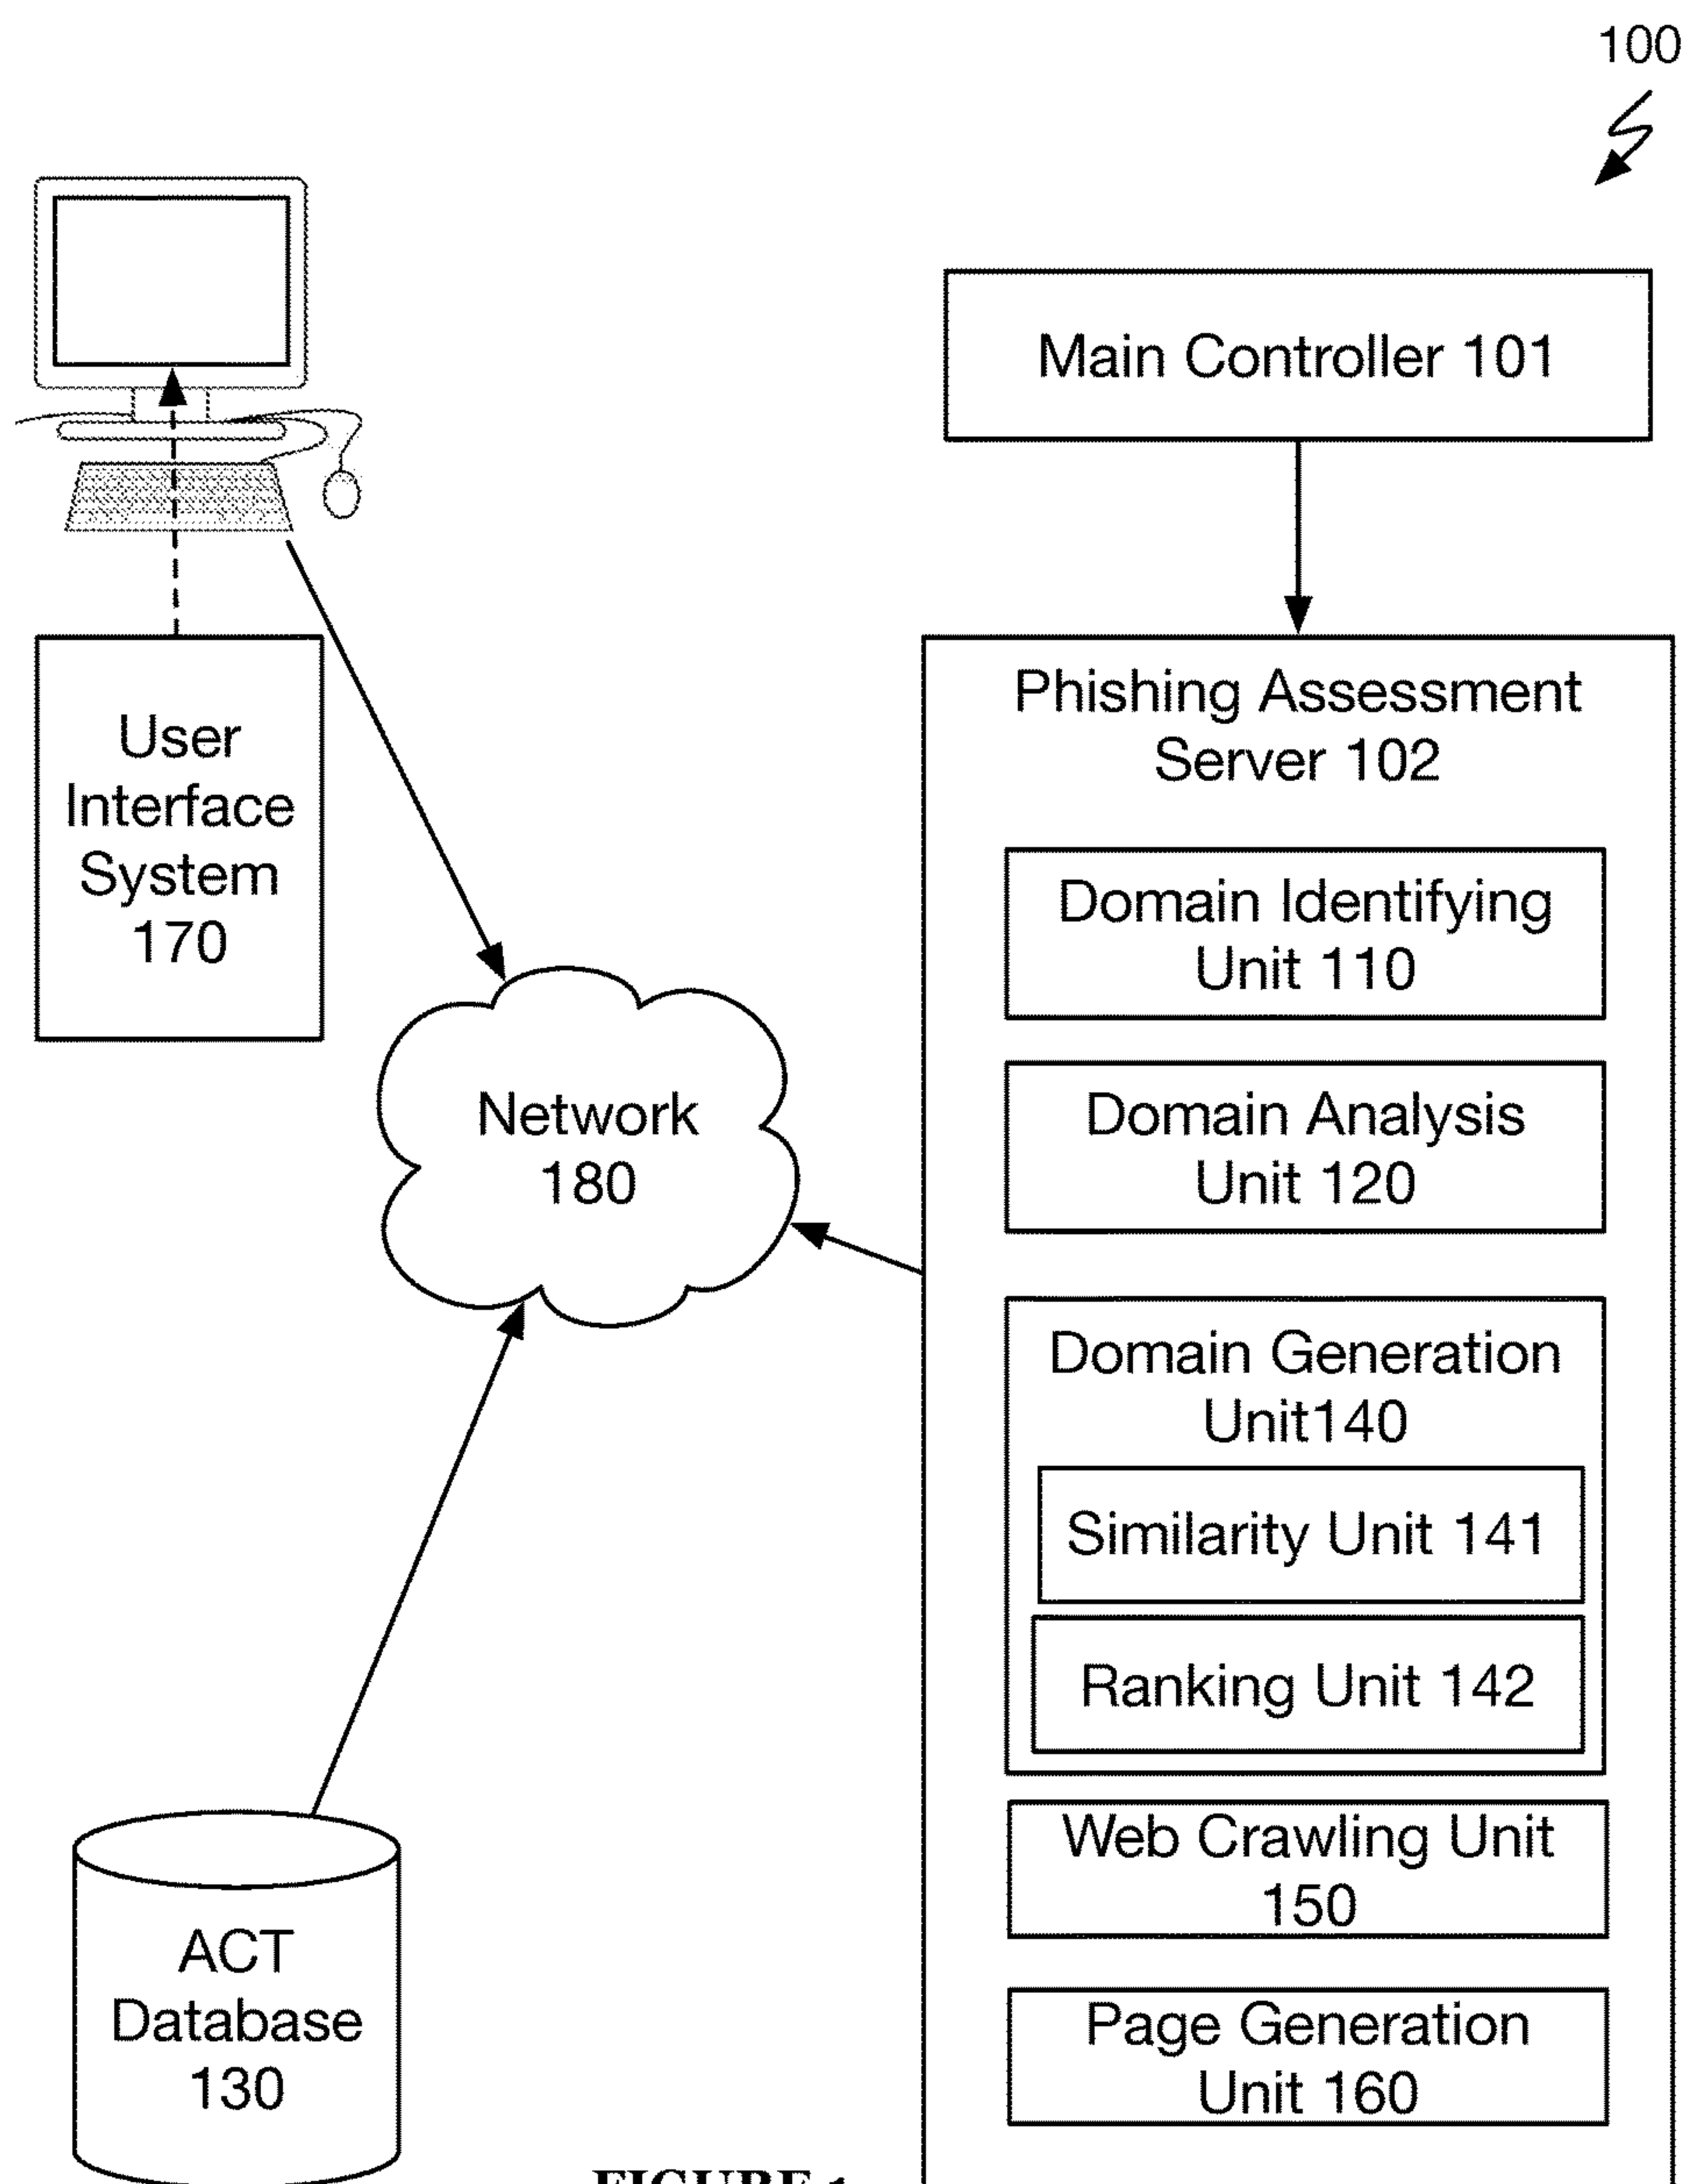 100
Main Controller 101
User
Interface
System
170
Phishing Assessment
Server 102
Domain Identifying
Unit 110
Domain Analysis
Unit 120
Network
180
Domain Generation
Unit140
Similarity Unit 141
Ranking Unit 142
Web Crawling Unit
150
Page Generation
Unit 160
ACT
Database
130
FIGURE 1